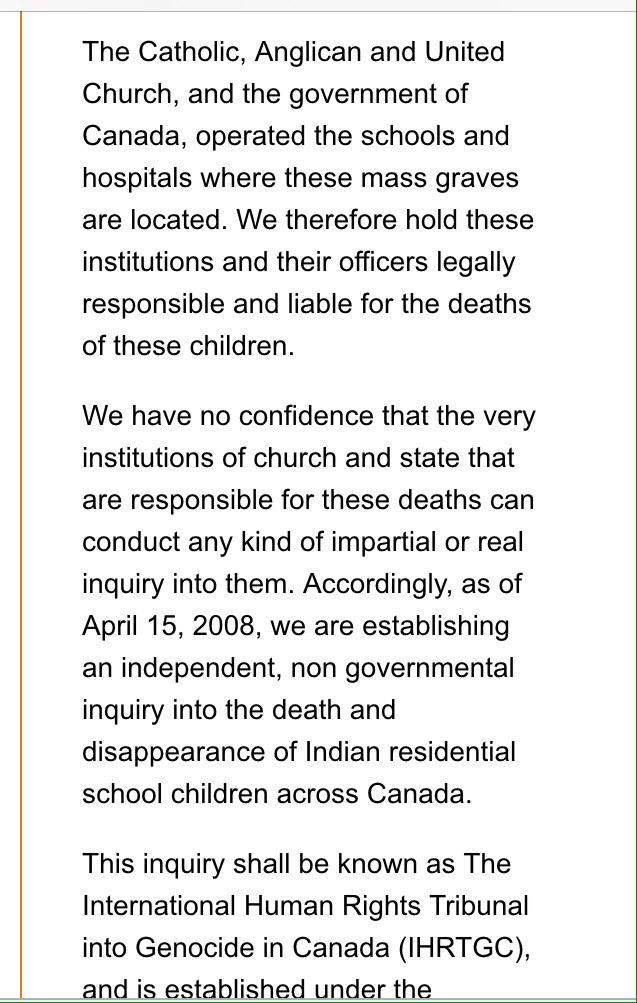 The Catholic, Anglican and United
Church, and the government of
Canada, operated the schools and
hospitals where these mass graves
are located. We therefore hold these
institutions and their officers legally
responsible and liable for the deaths
of these children.
We have no confidence that the very
institutions of church and state that
are responsible for these deaths can
conduct any kind of impartial or real
inquiry into them. Accordingly, as of
April 15, 2008, we are establishing
an independent, non governmental
inquiry into the death and
disappearance of Indian residential
school children across Canada.
This inquiry shall be known as The
International Human Rights Tribunal
into Genocide in Canada (IHRTGC),
and is established under the